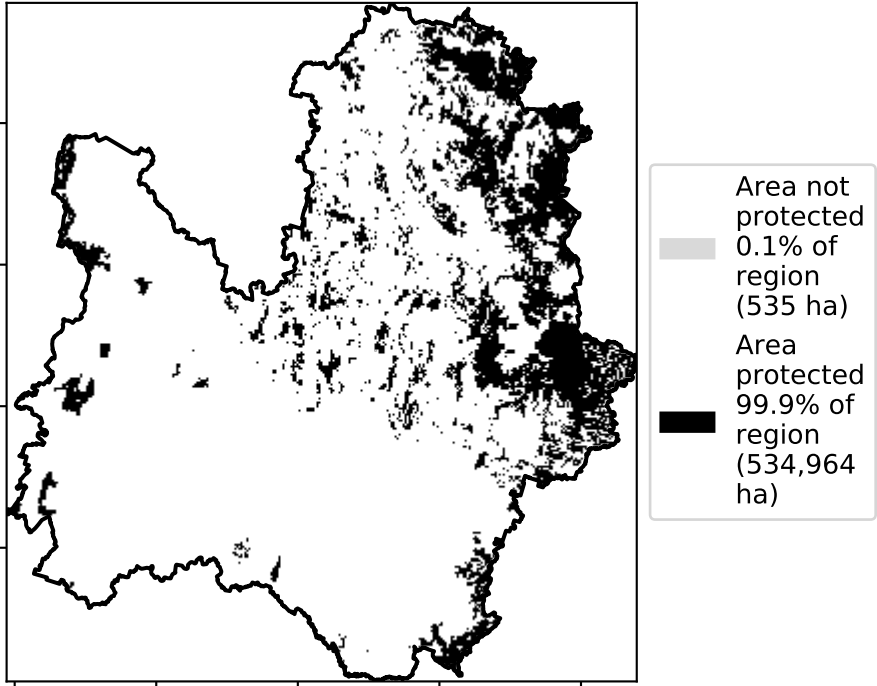 Area not
protected
0.1% of
region
(535 ha)
Area
protected
99.9% of
region
(534,964
ha)